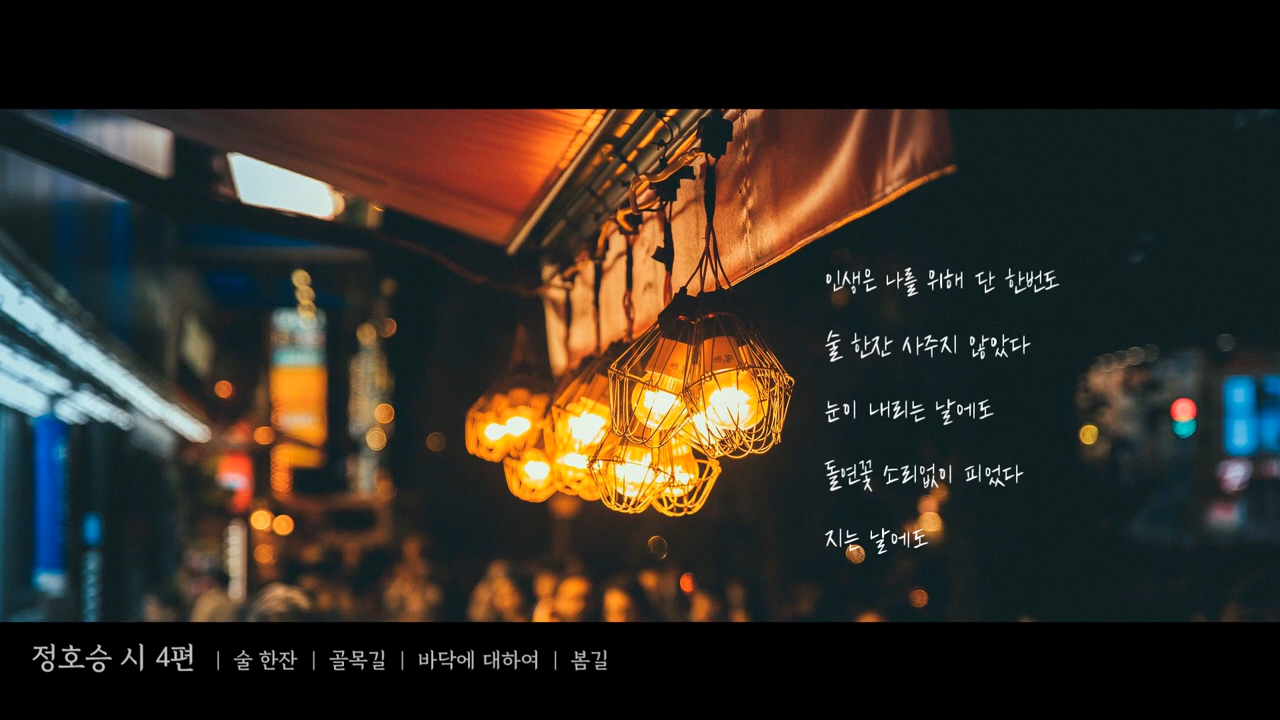 인생은 나를 위해 단 한번도
술 한잔 사주지 않았다
눈이 내리는 날에도
돌연꽃 소리없이 피었다
지는 날에도
정호승 시 4편 | 술 한잔 | 골목길 | 바닥에 대하여 | 봄길